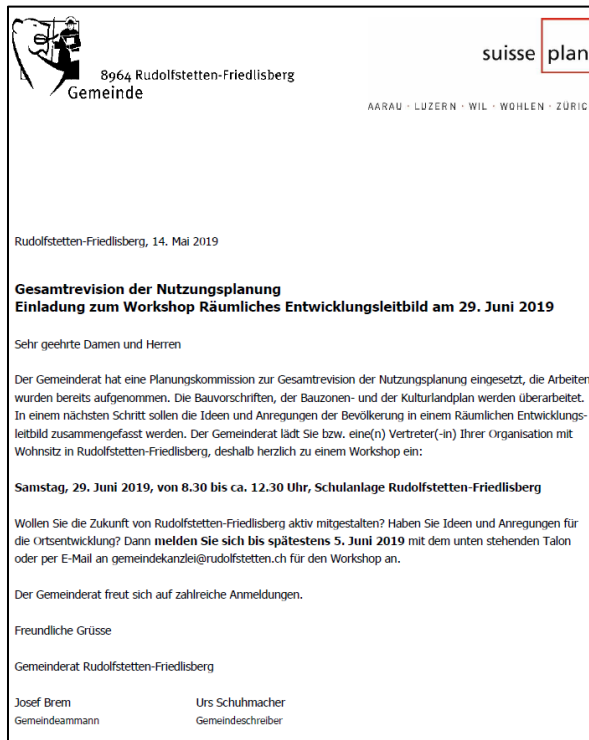 8964 Rudolfstetten-Friedlisberg
Gemeinde
suisse plan
AARAU · LUZERN · WIL · WOHLEN · ZÜRIC
Rudolfstetten-Friedlisberg, 14. Mai 2019
Gesamtrevision der Nutzungsplanung
Einladung zum Workshop Räumliches Entwicklungsleitbild am 29. Juni 2019
Sehr geehrte Damen und Herren
Der Gemeinderat hat eine Planungskommission zur Gesamtrevision der Nutzungsplanung eingesetzt, die Arbeiten
wurden bereits aufgenommen. Die Bauvorschriften, der Bauzonen- und der Kulturlandplan werden überarbeitet.
In einem nächsten Schritt sollen die Ideen und Anregungen der Bevölkerung in einem Räumlichen Entwicklungs-
leitbild zusammengefasst werden. Der Gemeinderat lädt Sie bzw. eine(n) Vertreter(-in) Ihrer Organisation mit
Wohnsitz in Rudolfstetten-Friedlisberg, deshalb herzlich zu einem Workshop ein:
Samstag, 29. Juni 2019, von 8.30 bis ca. 12.30 Uhr, Schulanlage Rudolfstetten-Friedlisberg
Wollen Sie die Zukunft von Rudolfstetten-Friedlisberg aktiv mitgestalten? Haben Sie Ideen und Anregungen für
die Ortsentwicklung? Dann melden Sie sich bis spätestens 5. Juni 2019 mit dem unten stehenden Talon
oder per E-Mail an gemeindekanzlei@rudolfstetten.ch für den Workshop an.
Der Gemeinderat freut sich auf zahlreiche Anmeldungen.
Freundliche Grüsse
Gemeinderat Rudolfstetten-Friedlisberg
Josef Brem Urs Schuhmacher
Gemeindeammann Gemeindeschreiber